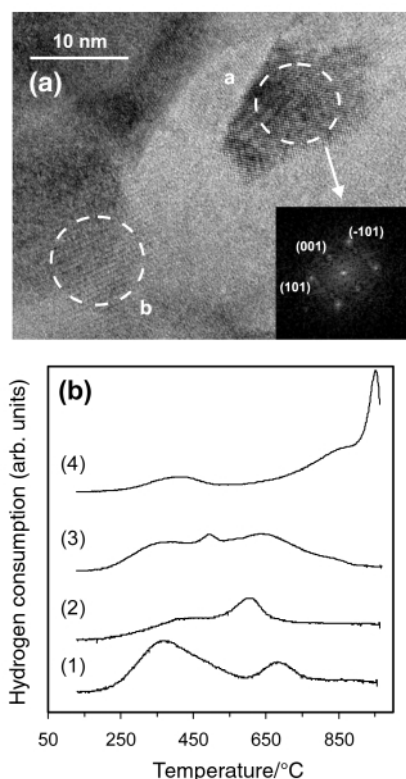 10 nm
(a)
a
(-101)
(001)
(101)
b
(b)
Hydrogen consumption (arb. units)
(4)
(3)
(2)
(1)
50 250 450 650 850
Temperature/°C